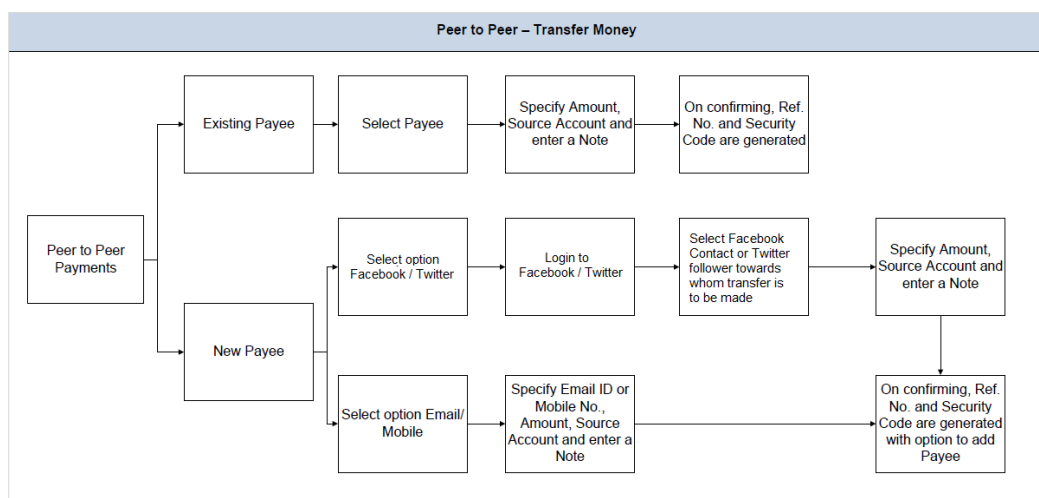 Peer to Peer – Transfer Money
Existing Payee
Select Payee
Specify Amount,
Source Account and
enter a Note
On confirming, Ref.
No. and Security
Code are generated
Peer to Peer
Payments
Select option
Facebook / Twitter
Login to
Facebook / Twitter
Select Facebook
Contact or Twitter
follower towards
whom transfer is
to be made
Specify Amount,
Source Account and
enter a Note
New Payee
Select option Email/
Mobile
Specify Email ID or
Mobile No.,
Amount, Source
Account and enter a
Note
On confirming, Ref.
No. and Security
Code are generated
with option to add
Payee